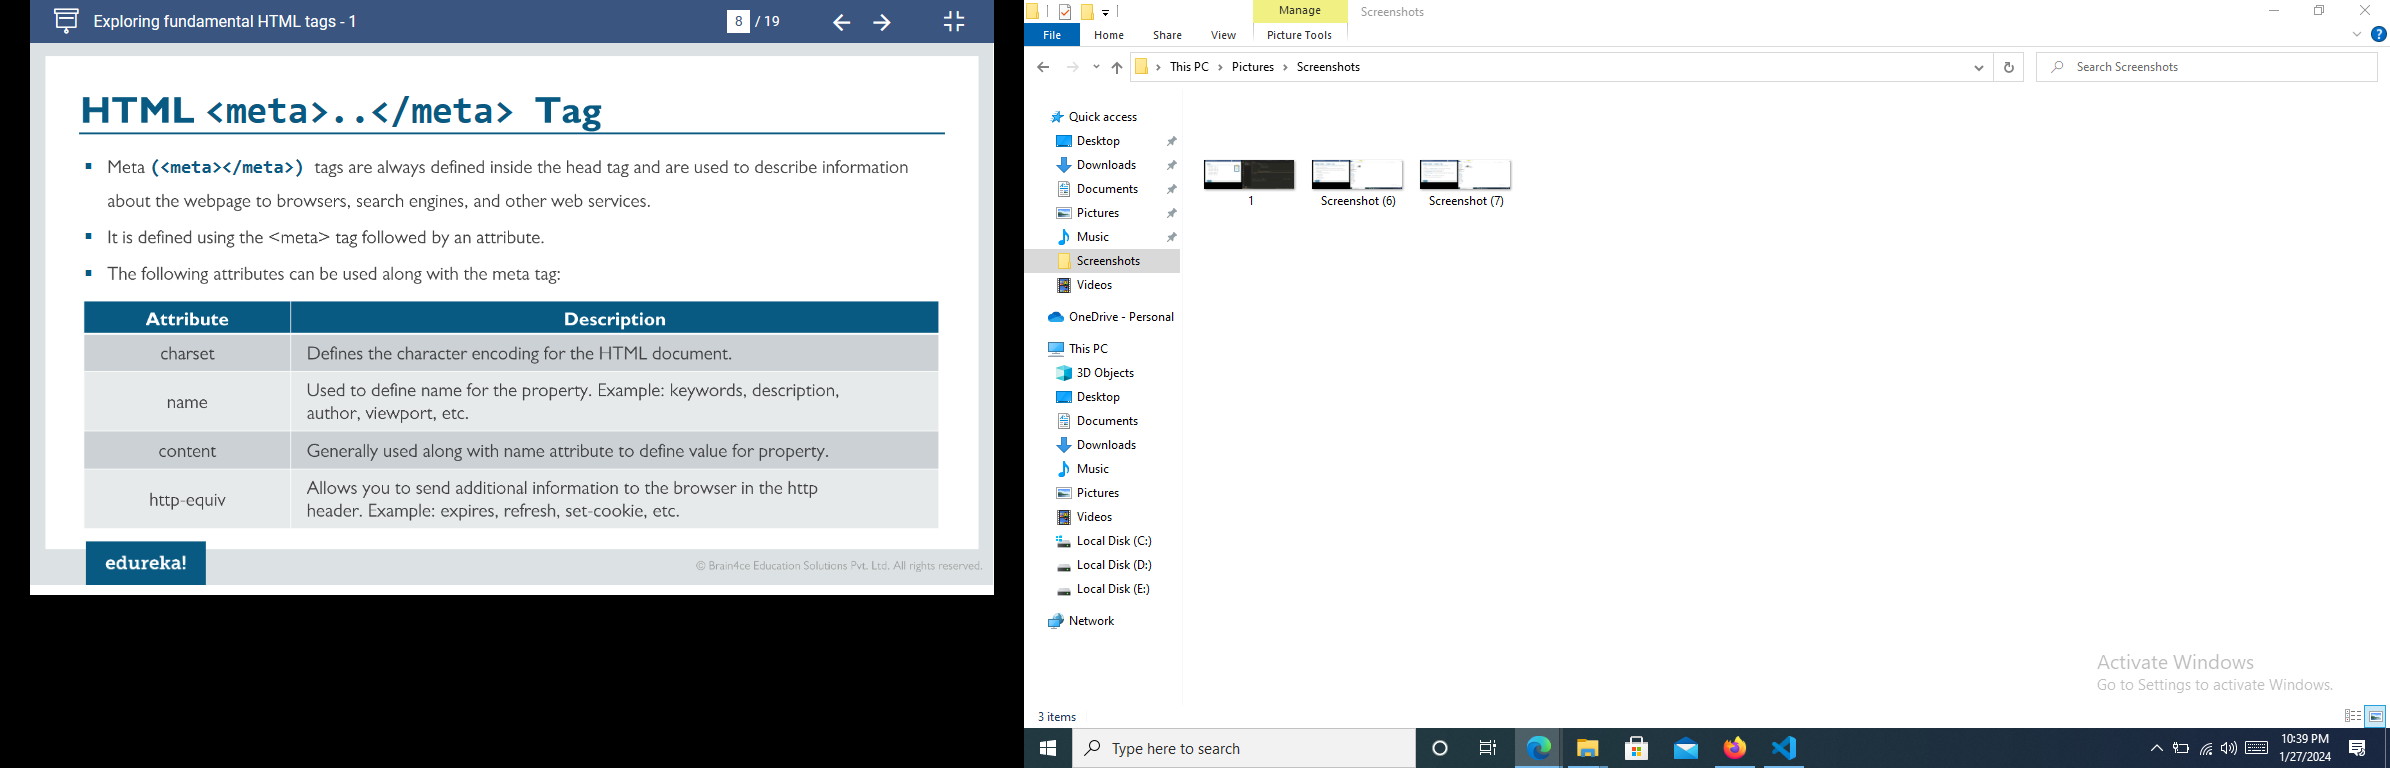 Exploring fundamental HTML tags - 1
8 / 19
HTML <meta>..</meta> Tag
Meta (<meta></meta>) tags are always defined inside the head tag and are used to describe information
about the webpage to browsers, search engines, and other web services.
It is defined using the <meta> tag followed by an attribute.
The following attributes can be used along with the meta tag:
Attribute Description
charset Defines the character encoding for the HTML document.
name Used to define name for the property. Example: keywords, description,
author, viewport, etc.
content Generally used along with name attribute to define value for property.
http-equiv Allows you to send additional information to the browser in the http
header. Example: expires, refresh, set-cookie, etc.
edureka!
© Brain4ce Education Solutions Pvt. Ltd. All rights reserved.
Manage Screenshots
File Home Share View Picture Tools
This PC Pictures Screenshots
Search Screenshots
Quick access
Desktop
Downloads
Documents
Pictures
Music
Screenshots
Videos
OneDrive - Personal
This PC
3D Objects
Desktop
Documents
Downloads
Music
Pictures
Videos
Local Disk (C:)
Local Disk (D:)
Local Disk (E:)
Network
1 Screenshot (6) Screenshot (7)
Activate Windows
Go to Settings to activate Windows.
3 items
Type here to search
10:39 PM
1/27/2024